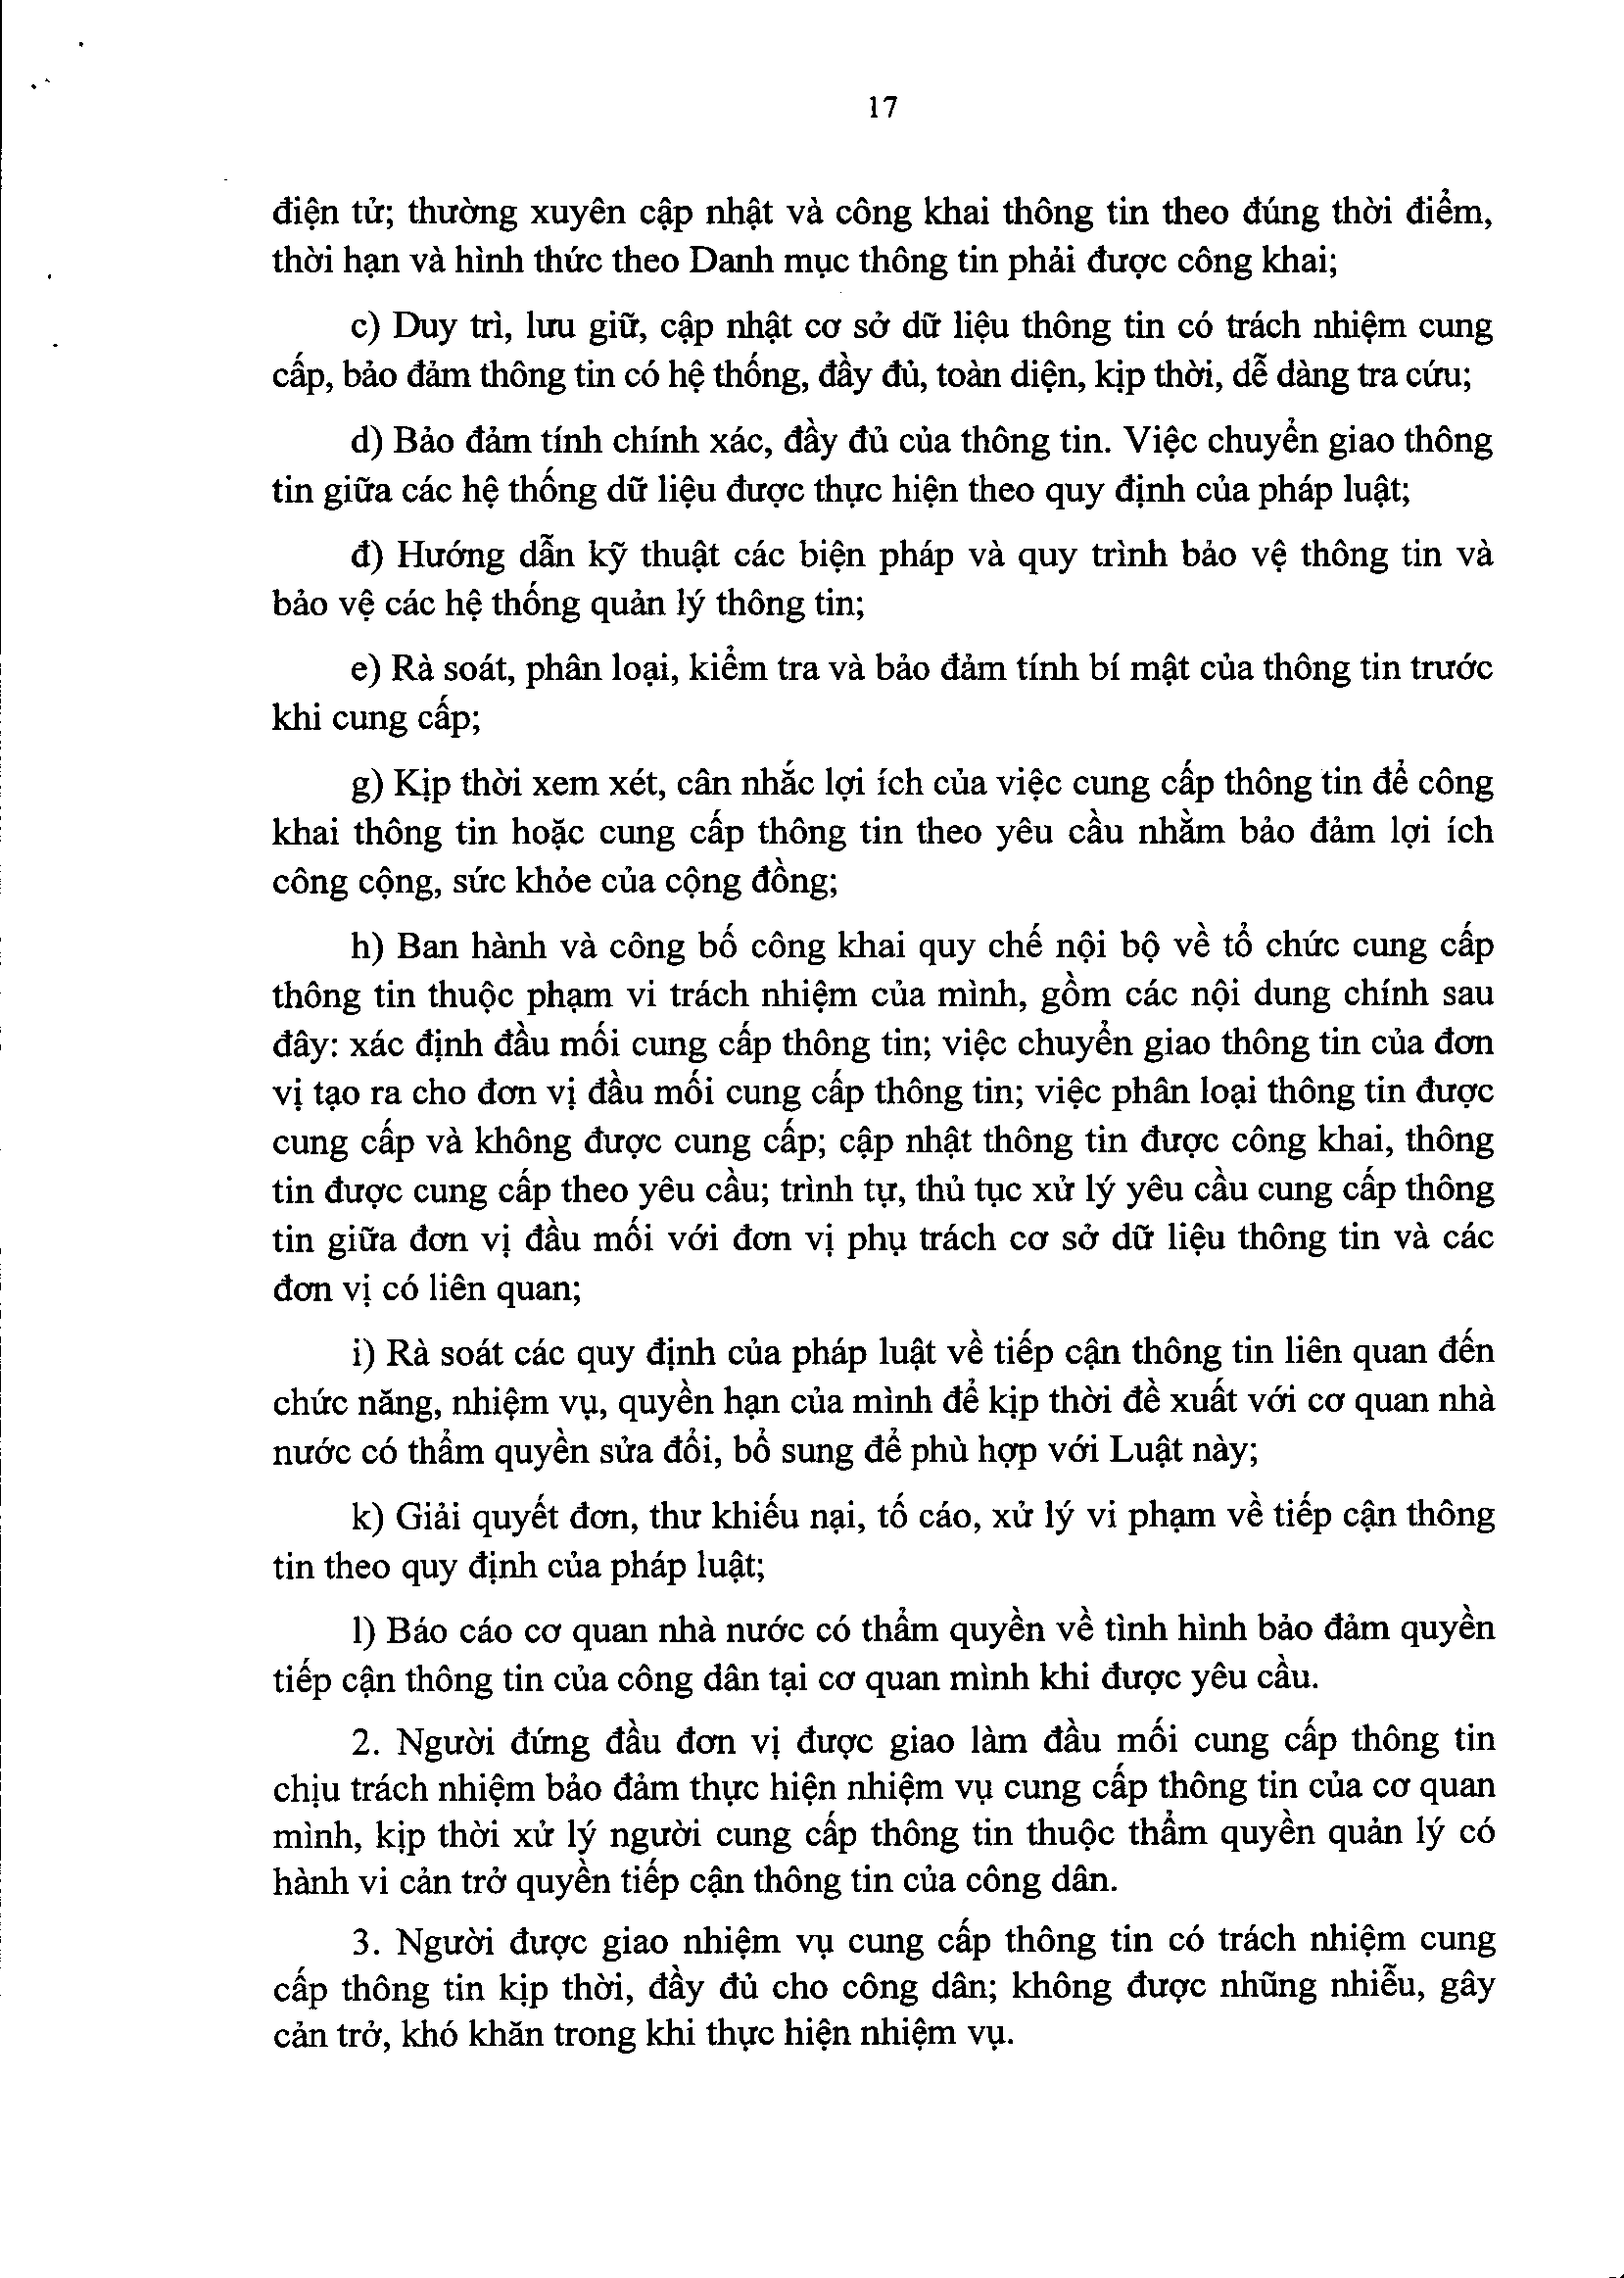 17
điện tử; thường xuyên cập nhật và công khai thông tin theo đúng thời điểm,
thời hạn và hình thức theo Danh mục thông tin phải được công khai;
c) Duy trì, lưu giữ, cập nhật cơ sở dữ liệu thông tin có trách nhiệm cung
cấp, bảo đảm thông tin có hệ thống, đầy đủ, toàn diện, kịp thời, dễ dàng tra cứu;
d) Bảo đảm tính chính xác, đầy đủ của thông tin. Việc chuyển giao thông
tin giữa các hệ thống dữ liệu được thực hiện theo quy định của pháp luật;
đ) Hướng dẫn kỹ thuật các biện pháp và quy trình bảo vệ thông tin và
bảo vệ các hệ thống quản lý thông tin;
e) Rà soát, phân loại, kiểm tra và bảo đảm tính bí mật của thông tin trước
khi cung cấp;
g) Kịp thời xem xét, cân nhắc lợi ích của việc cung cấp thông tin để công
khai thông tin hoặc cung cấp thông tin theo yêu cầu nhằm bảo đảm lợi ích
công cộng, sức khỏe của cộng đồng;
h) Ban hành và công bố công khai quy chế nội bộ về tổ chức cung cấp
thông tin thuộc phạm vi trách nhiệm của mình, gồm các nội dung chính sau
đây: xác định đầu mối cung cấp thông tin; việc chuyển giao thông tin của đơn
vị tạo ra cho đơn vị đầu mối cung cấp thông tin; việc phân loại thông tin được
cung cấp và không được cung cấp; cập nhật thông tin được công khai, thông
tin được cung cấp theo yêu cầu; trình tự, thủ tục xử lý yêu cầu cung cấp thông
tin giữa đơn vị đầu mối với đơn vị phụ trách cơ sở dữ liệu thông tin và các
đơn vị có liên quan;
i) Rà soát các quy định của pháp luật về tiếp cận thông tin liên quan đến
chức năng, nhiệm vụ, quyền hạn của mình để kịp thời đề xuất với cơ quan nhà
nước có thẩm quyền sửa đổi, bổ sung để phù hợp với Luật này;
k) Giải quyết đơn, thư khiếu nại, tố cáo, xử lý vi phạm về tiếp cận thông
tin theo quy định của pháp luật;
l) Báo cáo cơ quan nhà nước có thẩm quyền về tình hình bảo đảm quyền
tiếp cận thông tin của công dân tại cơ quan mình khi được yêu cầu.
2. Người đứng đầu đơn vị được giao làm đầu mối cung cấp thông tin
chịu trách nhiệm bảo đảm thực hiện nhiệm vụ cung cấp thông tin của cơ quan
mình, kịp thời xử lý người cung cấp thông tin thuộc thẩm quyền quản lý có
hành vi cản trở quyền tiếp cận thông tin của công dân.
3. Người được giao nhiệm vụ cung cấp thông tin có trách nhiệm cung
cấp thông tin kịp thời, đầy đủ cho công dân; không được nhũng nhiễu, gây
cản trở, khó khăn trong khi thực hiện nhiệm vụ.